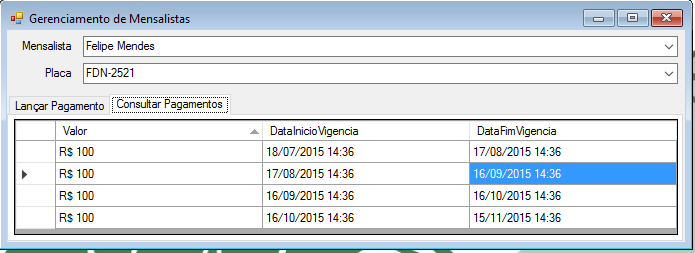 Gerenciamento de Mensalistas
Mensalista Felipe Mendes
Placa FDN-2521
Lançar Pagamento Consultar Pagamentos
Valor DataInicioVigencia DataFimVigencia
R$ 100 18/07/2015 14:36 17/08/2015 14:36
R$ 100 17/08/2015 14:36 16/09/2015 14:36
R$ 100 16/09/2015 14:36 16/10/2015 14:36
R$ 100 16/10/2015 14:36 15/11/2015 14:36